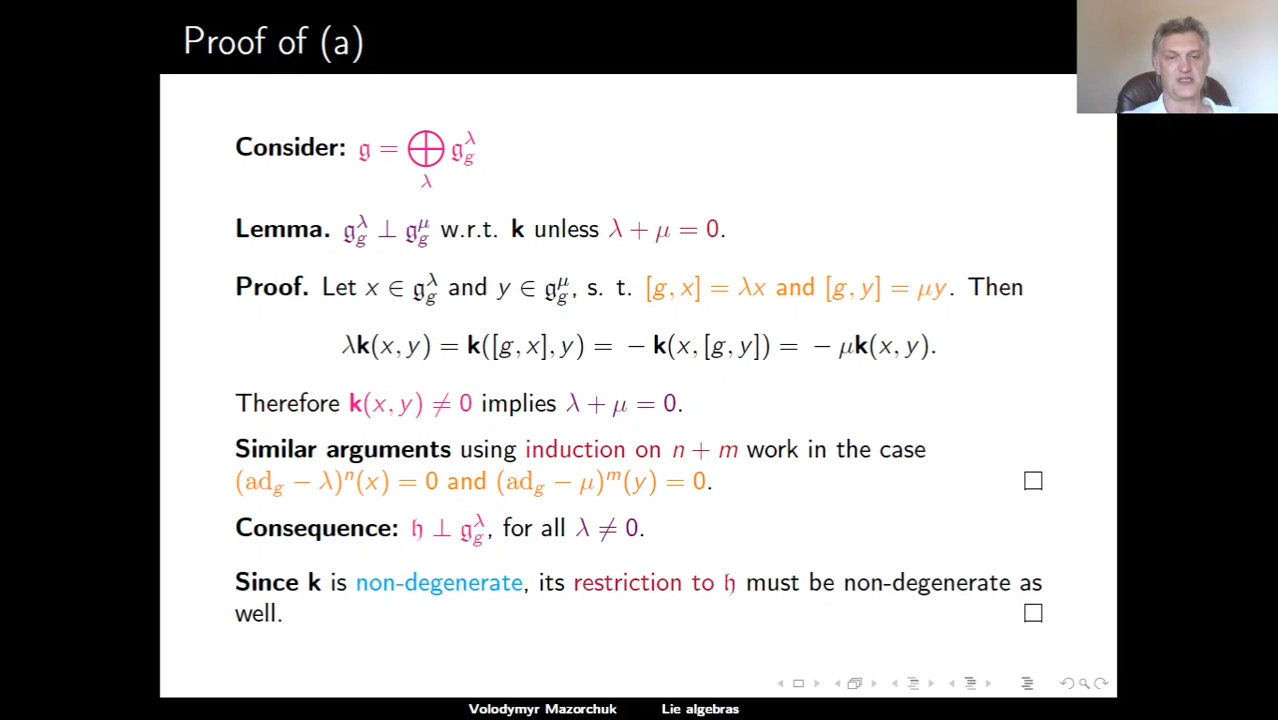 Proof of (a)
Consider: 𝔤 = ⨁_λ 𝔤_g^λ
Lemma. 𝔤_g^λ ⊥ 𝔤_g^μ w.r.t. k unless λ + μ = 0.
Proof. Let x ∈ 𝔤_g^λ and y ∈ 𝔤_g^μ, s. t. [g, x] = λx and [g, y] = μy. Then
λk(x, y) = k([g, x], y) = − k(x, [g, y]) = − μk(x, y).
Therefore k(x, y) ≠ 0 implies λ + μ = 0.
Similar arguments using induction on n + m work in the case
(ad_g − λ)^n(x) = 0 and (ad_g − μ)^m(y) = 0. □
Consequence: 𝔥 ⊥ 𝔤_g^λ, for all λ ≠ 0.
Since k is non-degenerate, its restriction to 𝔥 must be non-degenerate as
well. □
Volodymyr Mazorchuk Lie algebras